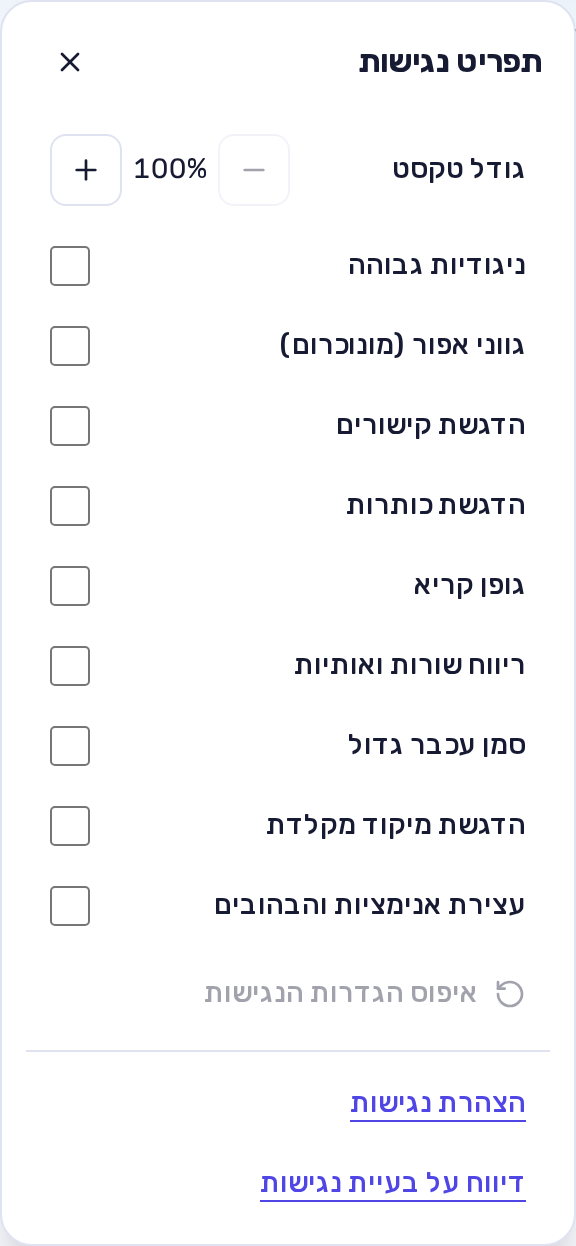 תפריט נגישות
גודל טקסט
100%
ניגודיות גבוהה
גווני אפור (מונוכרום)
הדגשת קישורים
הדגשת כותרות
גופן קריא
ריווח שורות ואותיות
סמן עכבר גדול
הדגשת מיקוד מקלדת
עצירת אנימציות והבהובים
איפוס הגדרות הנגישות
הצהרת נגישות
דיווח על בעיית נגישות